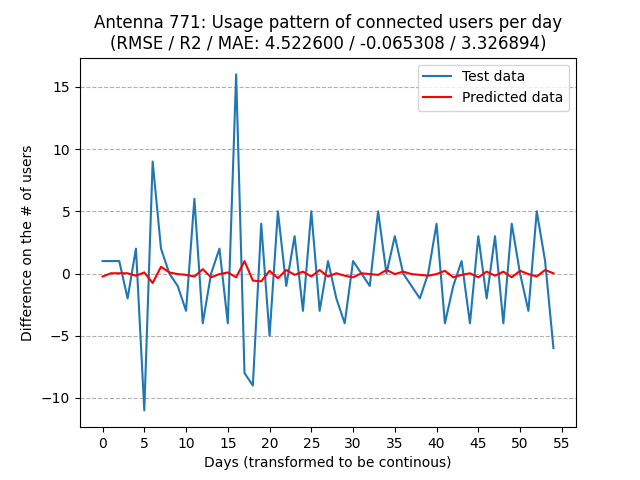 Antenna 771: Usage pattern of connected users per day
(RMSE / R2 / MAE: 4.522600 / -0.065308 / 3.326894)
Test data
Predicted data
Difference on the # of users
15
10
5
0
−5
−10
0 5 10 15 20 25 30 35 40 45 50 55
Days (transformed to be continous)